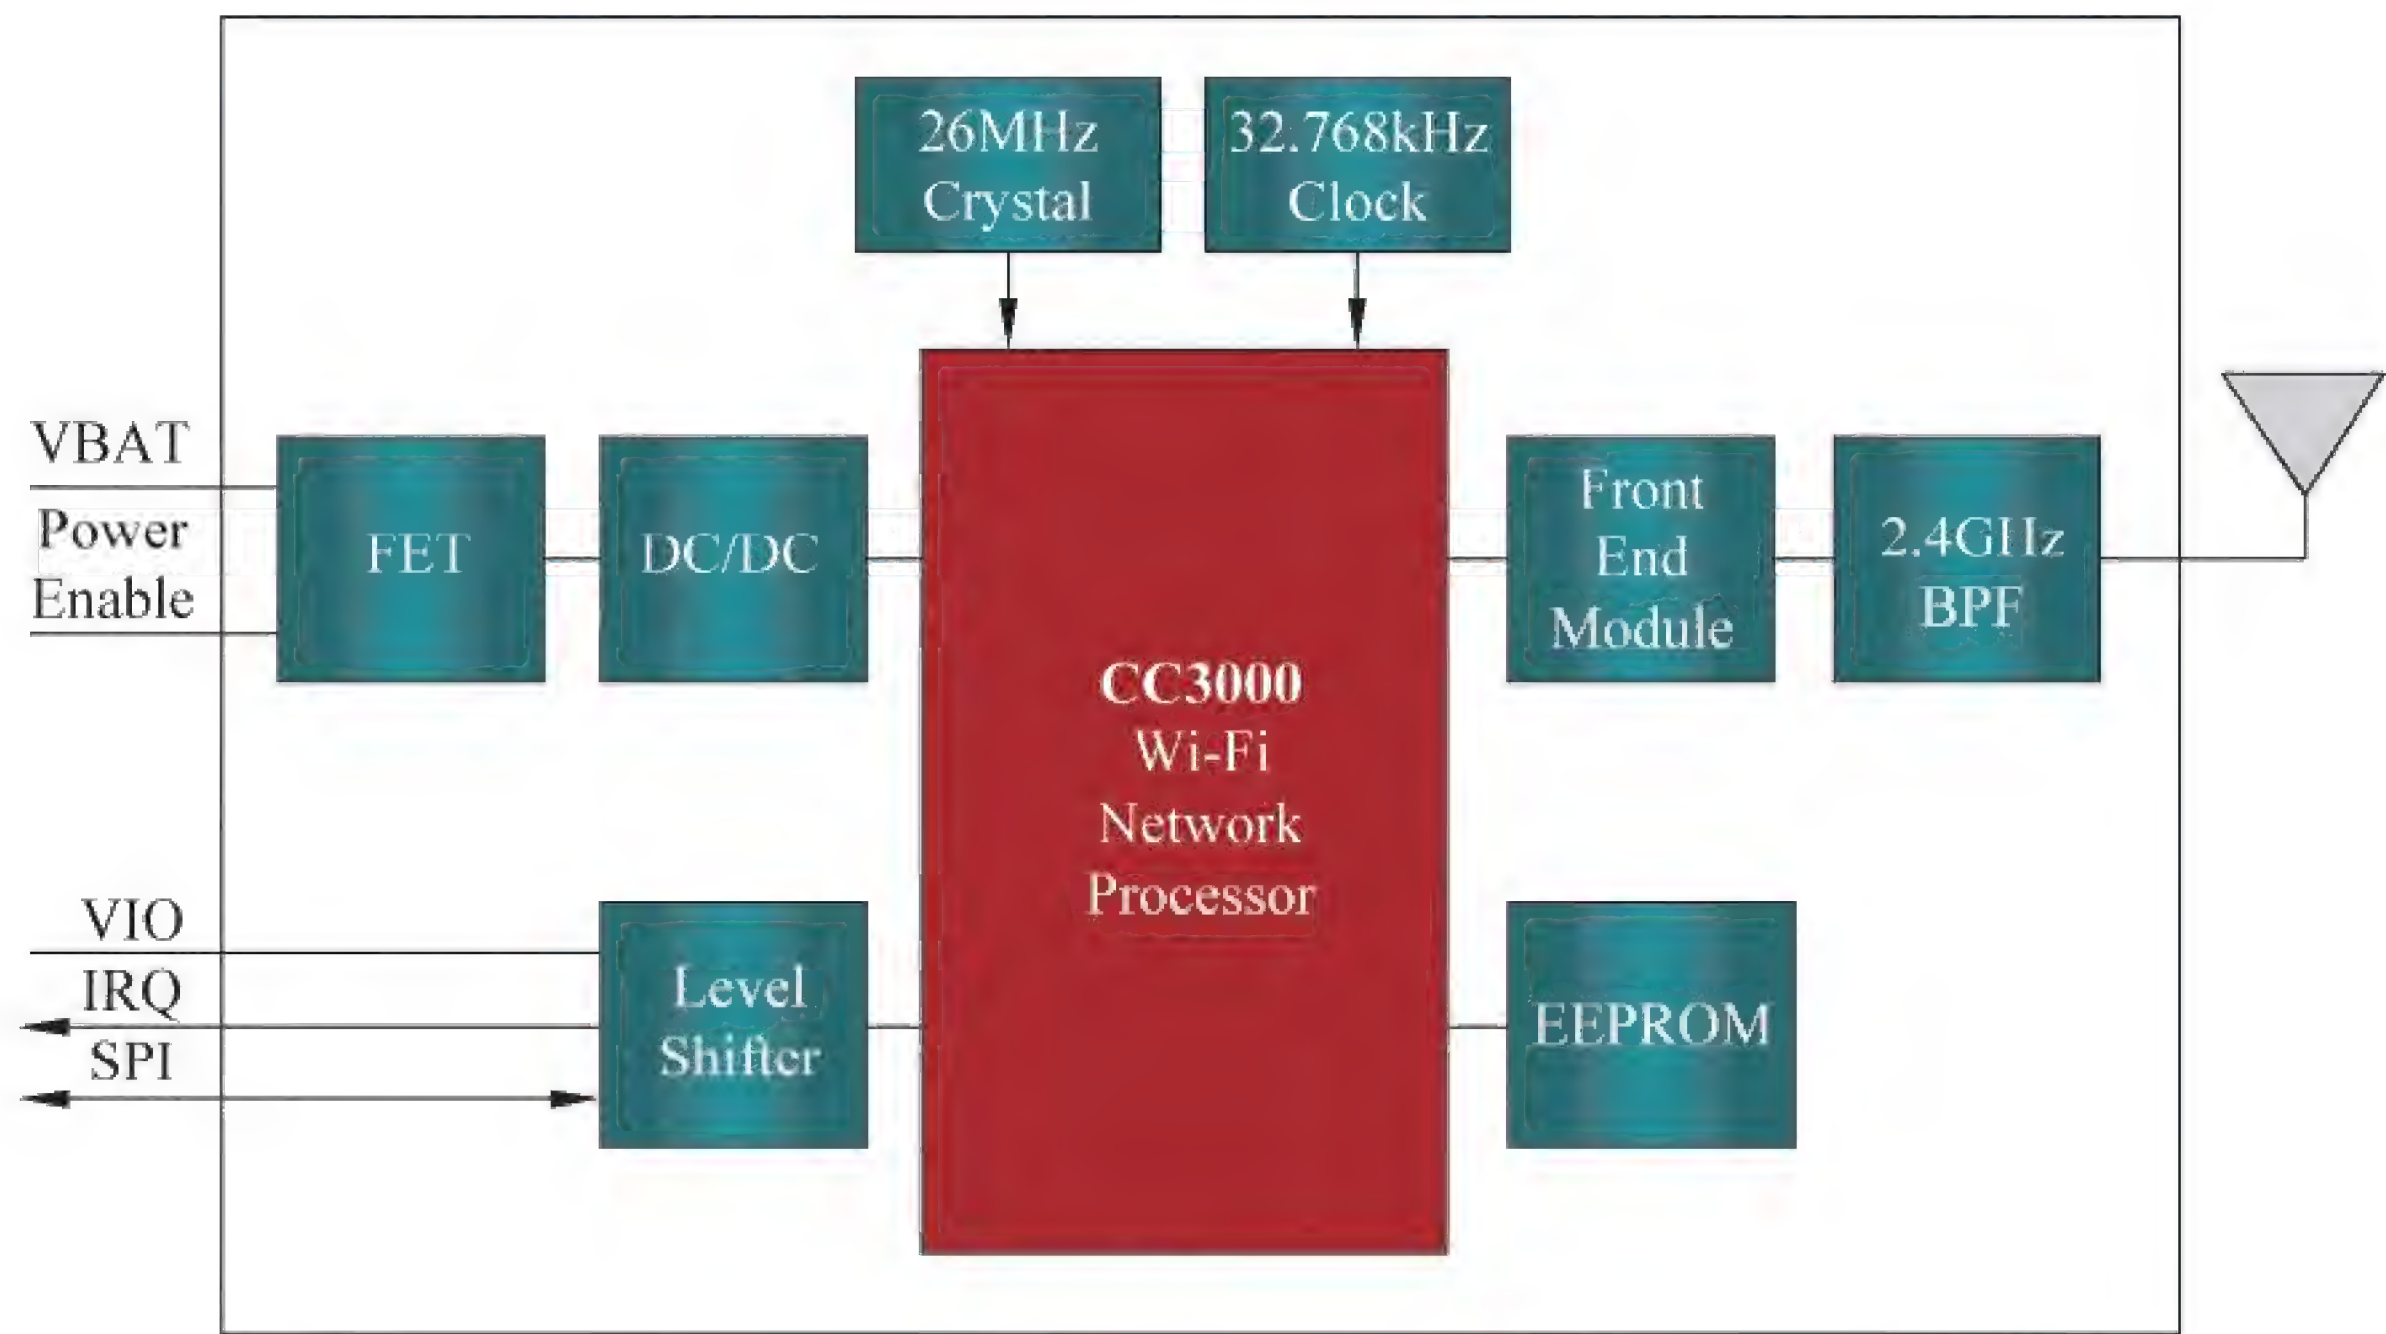 26MHz
Crystal
32.768kHz
Clock
VBAT
Power
Enable
FET
DC/DC
CC3000
Wi-Fi
Network
Processor
Front
End
Module
2.4GHz
BPF
VIO
IRQ
SPI
Level
Shifter
EEPROM